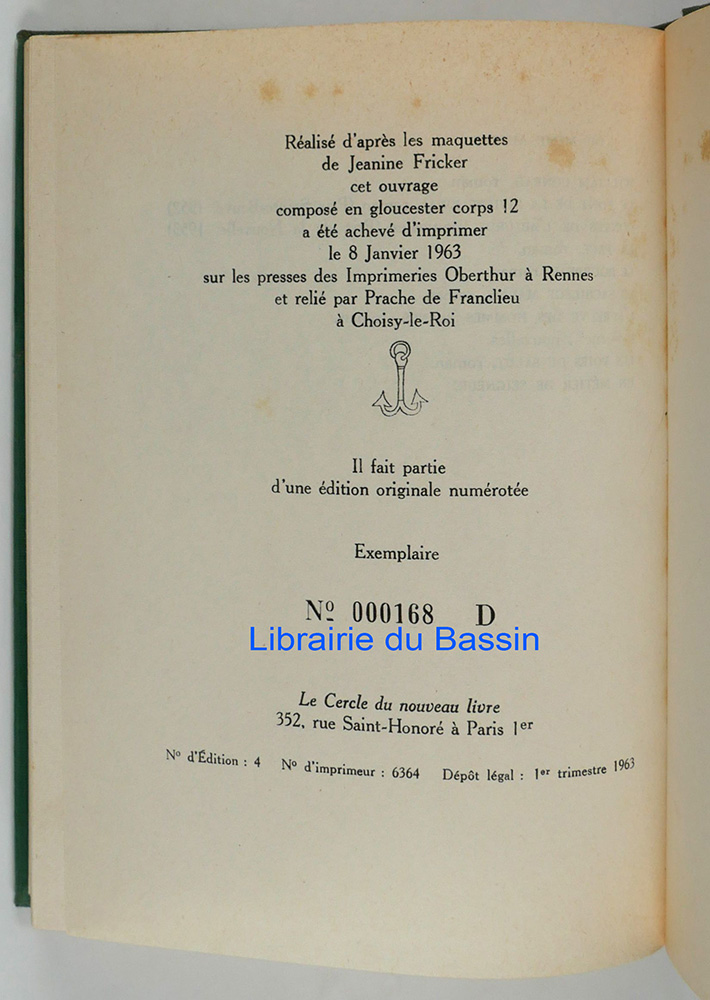 Réalisé d'après les maquettes
de Jeanine Fricker
cet ouvrage
composé en gloucester corps 12
a été achevé d'imprimer
le 8 Janvier 1963
sur les presses des Imprimeries Oberthur à Rennes
et relié par Prache de Franclieu
à Choisy-le-Roi
Il fait partie
d'une édition originale numérotée
Exemplaire
Nº 000168 D
Librairie du Bassin
Le Cercle du nouveau livre
352, rue Saint-Honoré à Paris 1er
Nº d'Édition : 4 Nº d'imprimeur : 6364 Dépôt légal : 1er trimestre 1963